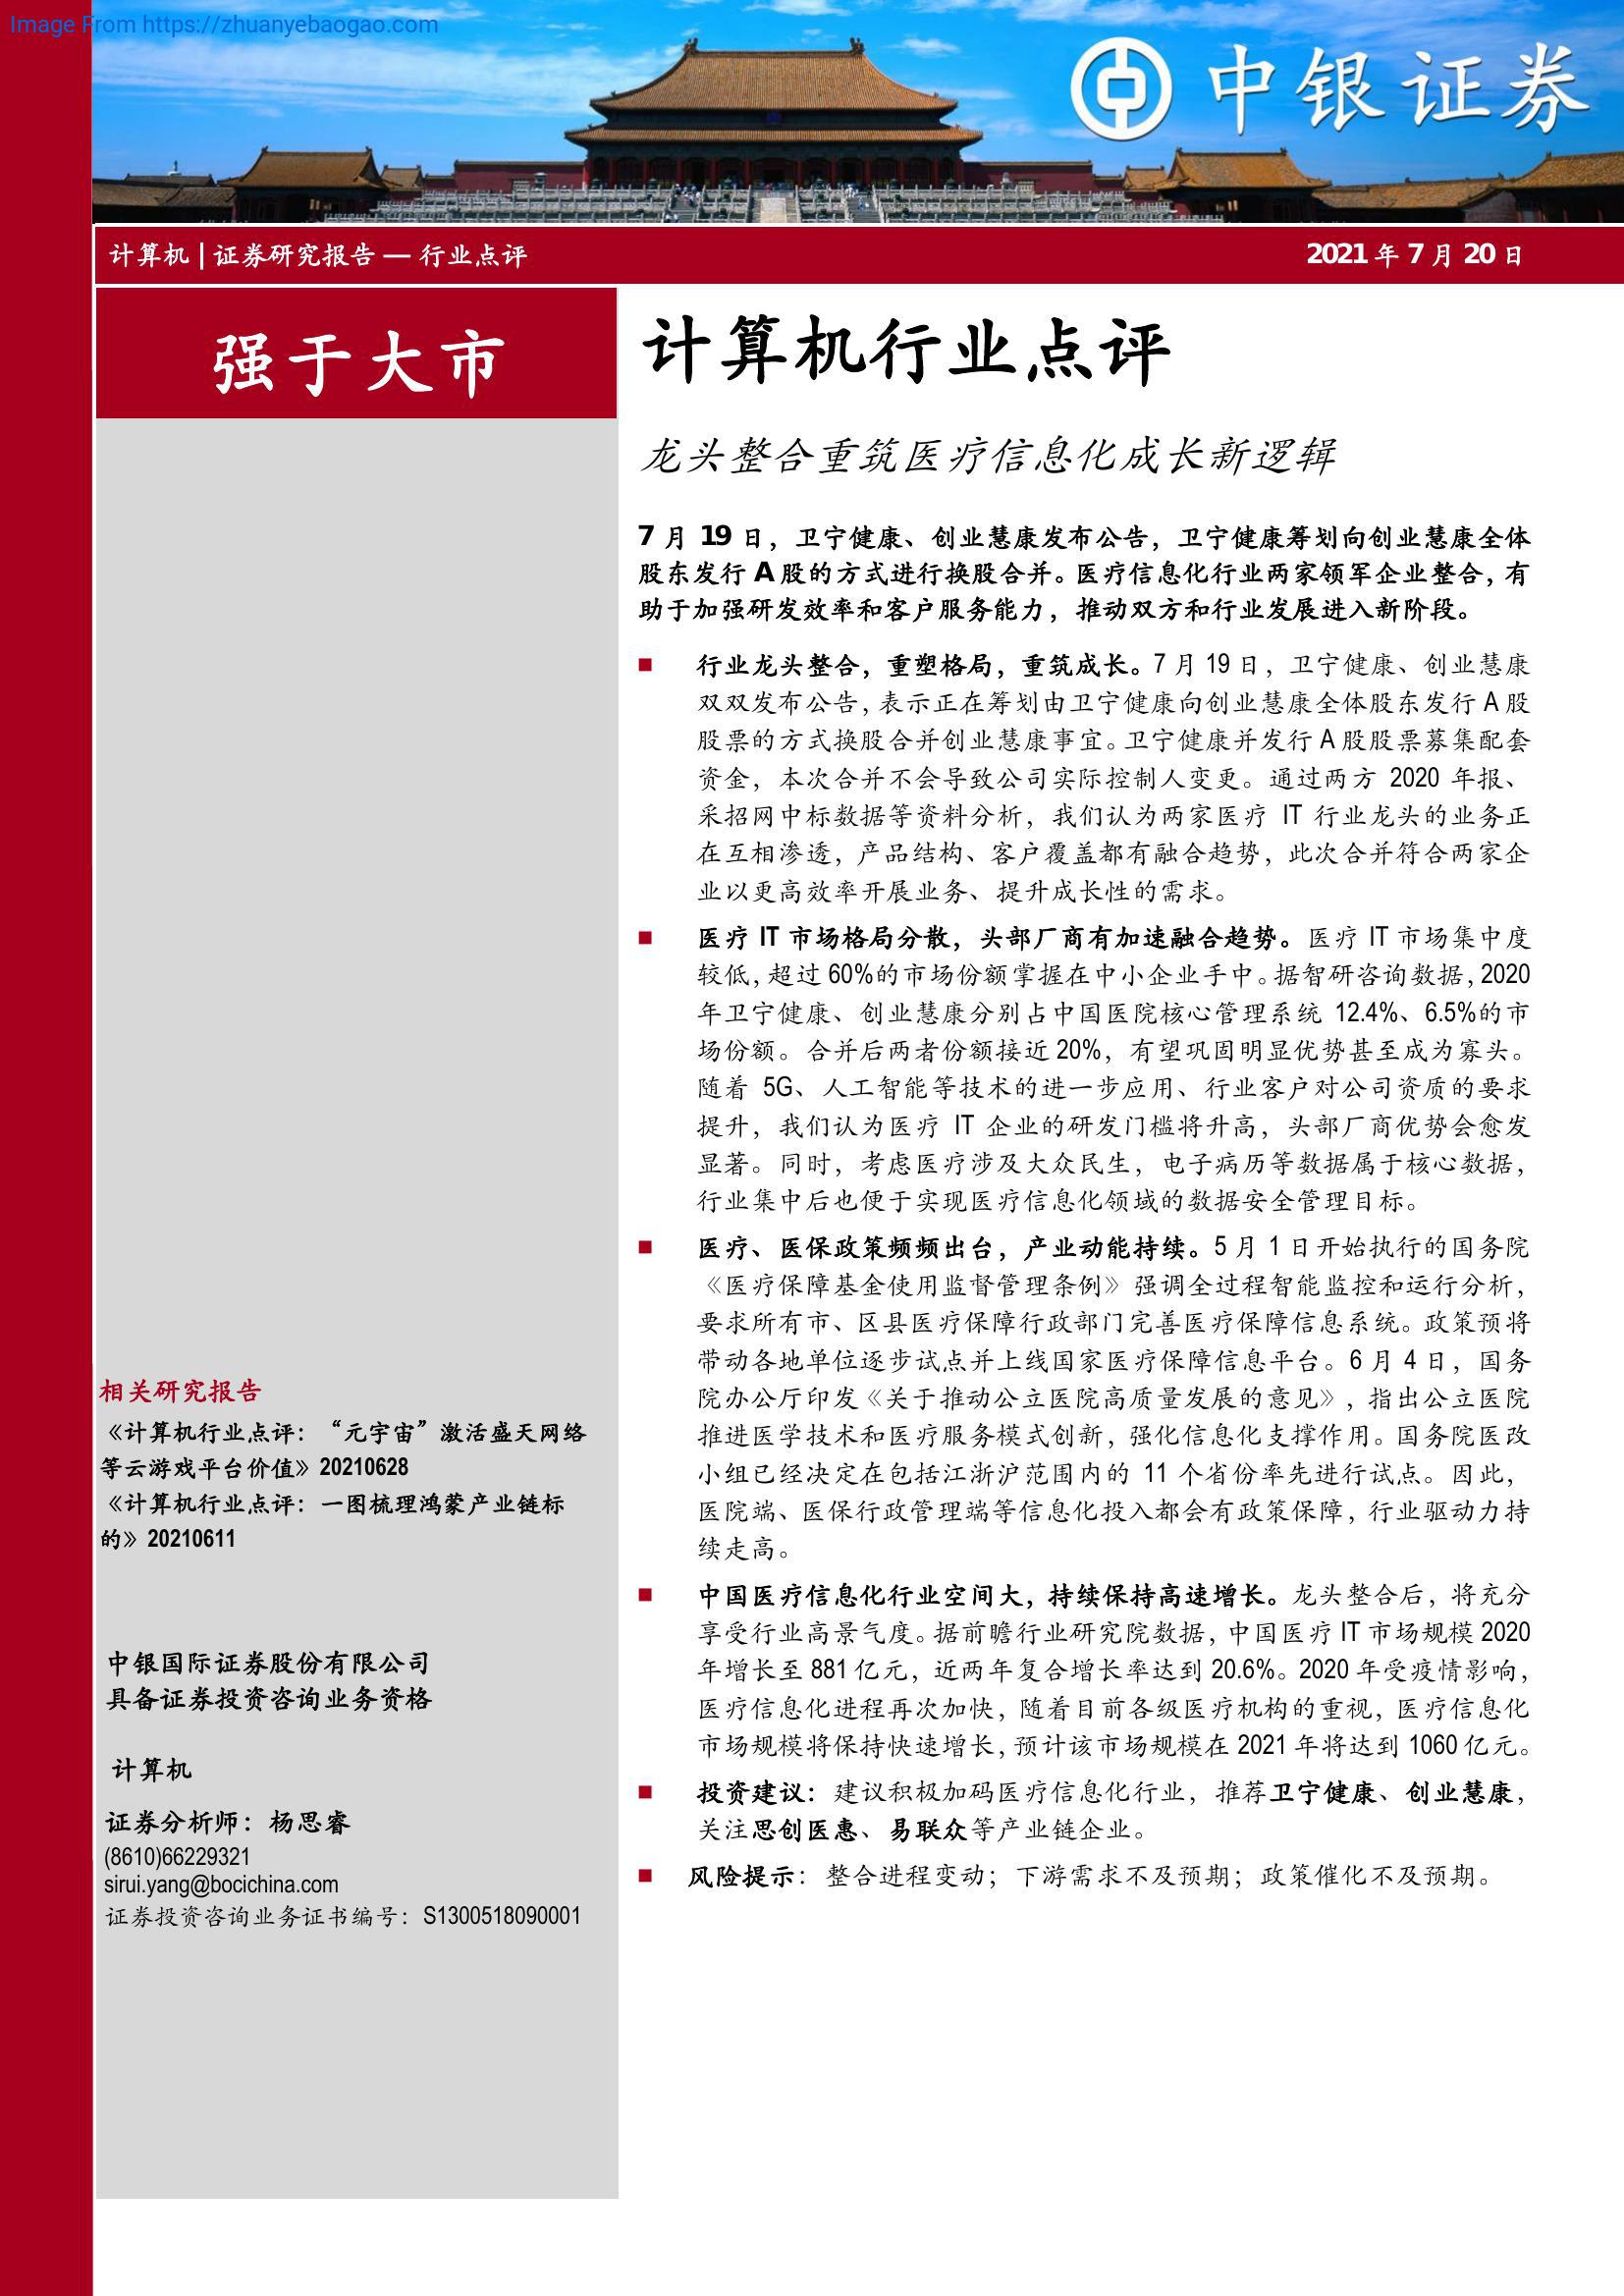 Image From https://zhuanyebaogao.com
中银证券
计算机 | 证券研究报告 — 行业点评
2021 年 7 月 20 日
强于大市
计算机行业点评
龙头整合重筑医疗信息化成长新逻辑
7 月 19 日，卫宁健康、创业慧康发布公告，卫宁健康筹划向创业慧康全体
股东发行 A 股的方式进行换股合并。医疗信息化行业两家领军企业整合，有
助于加强研发效率和客户服务能力，推动双方和行业发展进入新阶段。
■ 行业龙头整合，重塑格局，重筑成长。7 月 19 日，卫宁健康、创业慧康
双双发布公告，表示正在筹划由卫宁健康向创业慧康全体股东发行 A 股
股票的方式换股合并创业慧康事宜。卫宁健康并发行 A 股股票募集配套
资金，本次合并不会导致公司实际控制人变更。通过两方 2020 年报、
采招网中标数据等资料分析，我们认为两家医疗 IT 行业龙头的业务正
在互相渗透，产品结构、客户覆盖都有融合趋势，此次合并符合两家企
业以更高效率开展业务、提升成长性的需求。
■ 医疗 IT 市场格局分散，头部厂商有加速融合趋势。医疗 IT 市场集中度
较低，超过 60%的市场份额掌握在中小企业手中。据智研咨询数据，2020
年卫宁健康、创业慧康分别占中国医院核心管理系统 12.4%、6.5%的市
场份额。合并后两者份额接近 20%，有望巩固明显优势甚至成为寡头。
随着 5G、人工智能等技术的进一步应用、行业客户对公司资质的要求
提升，我们认为医疗 IT 企业的研发门槛将升高，头部厂商优势会愈发
显著。同时，考虑医疗涉及大众民生，电子病历等数据属于核心数据，
行业集中后也便于实现医疗信息化领域的数据安全管理目标。
■ 医疗、医保政策频频出台，产业动能持续。5 月 1 日开始执行的国务院
《医疗保障基金使用监督管理条例》强调全过程智能监控和运行分析，
要求所有市、区县医疗保障行政部门完善医疗保障信息系统。政策预将
带动各地单位逐步试点并上线国家医疗保障信息平台。6 月 4 日，国务
院办公厅印发《关于推动公立医院高质量发展的意见》，指出公立医院
推进医学技术和医疗服务模式创新，强化信息化支撑作用。国务院医改
小组已经决定在包括江浙沪范围内的 11 个省份率先进行试点。因此，
医院端、医保行政管理端等信息化投入都会有政策保障，行业驱动力持
续走高。
■ 中国医疗信息化行业空间大，持续保持高速增长。龙头整合后，将充分
享受行业高景气度。据前瞻行业研究院数据，中国医疗 IT 市场规模 2020
年增长至 881 亿元，近两年复合增长率达到 20.6%。2020 年受疫情影响，
医疗信息化进程再次加快，随着目前各级医疗机构的重视，医疗信息化
市场规模将保持快速增长，预计该市场规模在 2021 年将达到 1060 亿元。
■ 投资建议：建议积极加码医疗信息化行业，推荐卫宁健康、创业慧康，
关注思创医惠、易联众等产业链企业。
■ 风险提示：整合进程变动；下游需求不及预期；政策催化不及预期。
相关研究报告
《计算机行业点评：“元宇宙”激活盛天网络
等云游戏平台价值》20210628
《计算机行业点评：一图梳理鸿蒙产业链标
的》20210611
中银国际证券股份有限公司
具备证券投资咨询业务资格
计算机
证券分析师：杨思睿
(8610)66229321
sirui.yang@bocichina.com
证券投资咨询业务证书编号：S1300518090001